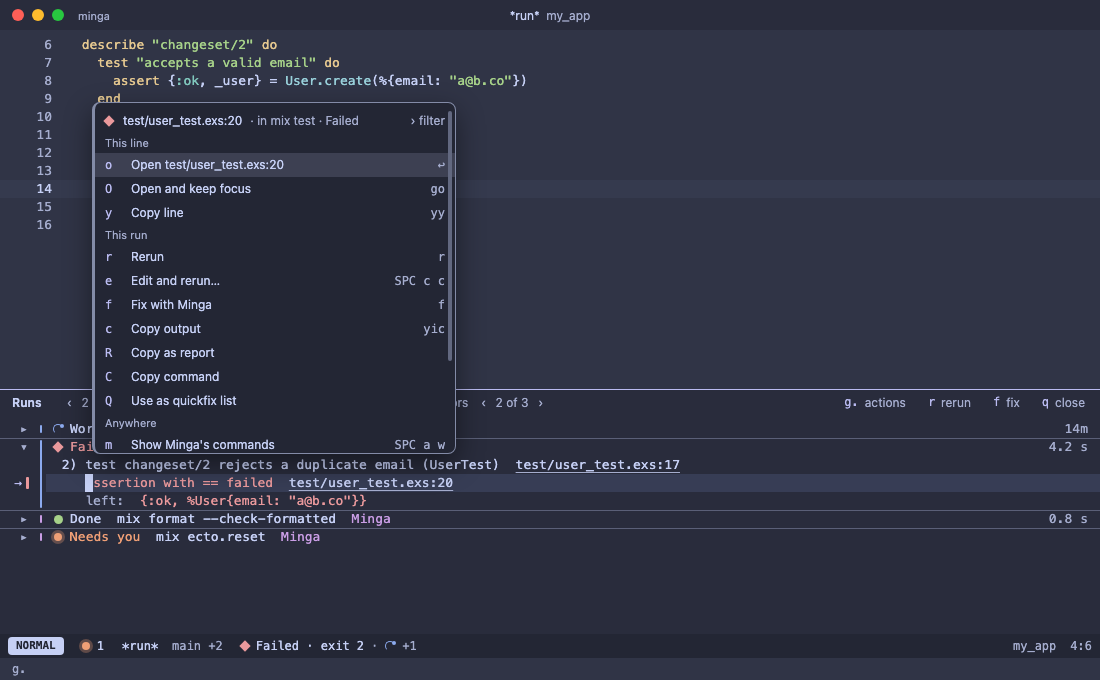 minga *run* my_app
6 describe "changeset/2" do
7 test "accepts a valid email" do
8 assert {:ok, _user} = User.create(%{email: "a@b.co"})
9 end
10
11
12
13
14
15
16
test/user_test.exs:20 · in mix test · Failed › filter
This line
o Open test/user_test.exs:20 ↩
O Open and keep focus go
y Copy line yy
This run
r Rerun r
e Edit and rerun… SPC c c
f Fix with Minga f
c Copy output yic
R Copy as report
C Copy command
Q Use as quickfix list
Anywhere
m Show Minga's commands SPC a w
Runs ‹ 2 rs ‹ 2 of 3 › g. actions r rerun f fix q close
▸ Wor 14m
▾ Fai 4.2 s
2) test changeset/2 rejects a duplicate email (UserTest) test/user_test.exs:17
→ ssertion with == failed test/user_test.exs:20
left: {:ok, %User{email: "a@b.co"}}
▸ Done mix format --check-formatted Minga 0.8 s
▸ Needs you mix ecto.reset Minga
NORMAL 1 *run* main +2 Failed · exit 2 · +1 my_app 4:6
g.